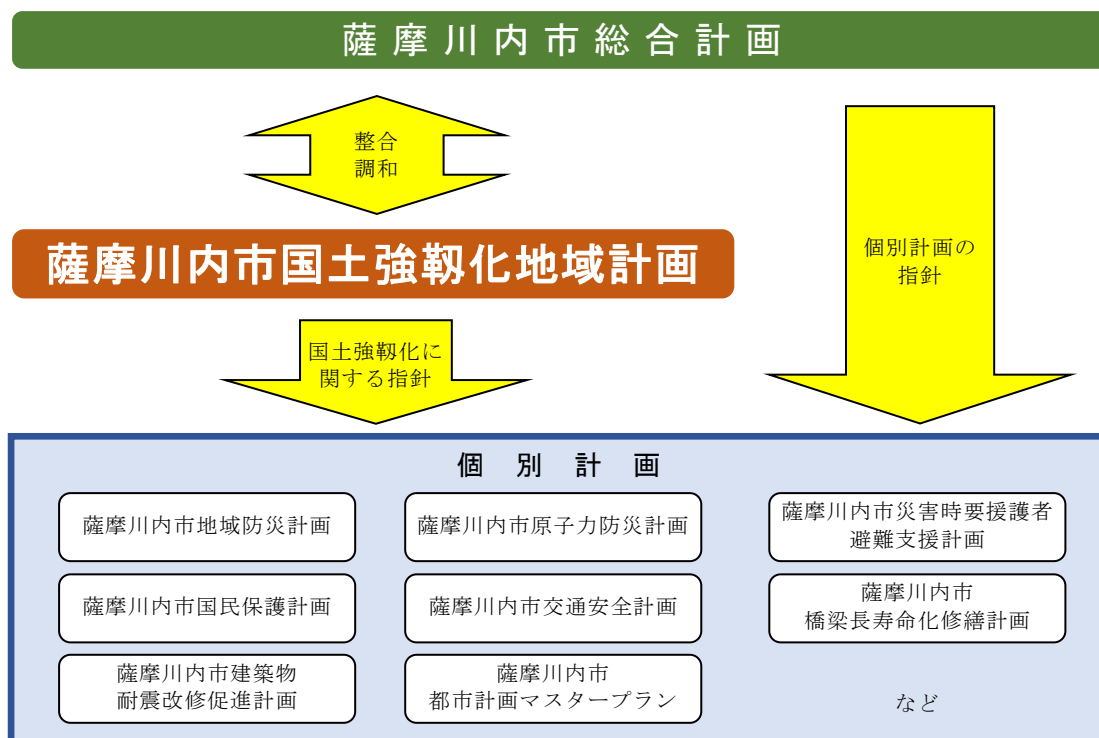 薩摩川内市総合計画
整合
調和
薩摩川内市国土強靱化地域計画
個別計画の
指針
国土強靱化に
関する指針
個別計画
薩摩川内市地域防災計画
薩摩川内市原子力防災計画
薩摩川内市災害時要援護者
避難支援計画
薩摩川内市国民保護計画
薩摩川内市交通安全計画
薩摩川内市
橋梁長寿命化修繕計画
薩摩川内市建築物
耐震改修促進計画
薩摩川内市
都市計画マスタープラン
など